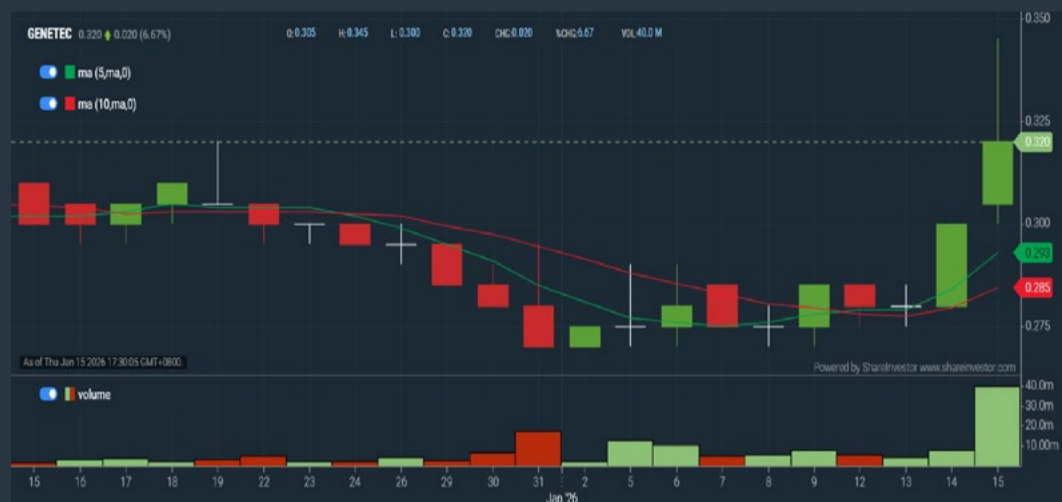 GENETEC 0.320 0.020 (6.67%) O:0.305 H:0.345 L:0.300 C:0.320 CHG:0.020 %CHG:6.67 VOL:40.0 M
ma (5,ma,0)
ma (10,ma,0)
0.350
0.325
0.320
0.300
0.293
0.285
0.275
As of Thu Jan 15 2026 17:30:05 GMT+0800.
Powered by ShareInvestor www.shareinvestor.com
volume
40.0m
30.0m
20.0m
10.00m
15 16 17 18 19 22 23 24 26 29 30 31 2 5 6 7 8 9 12 13 14 15
Jan '26